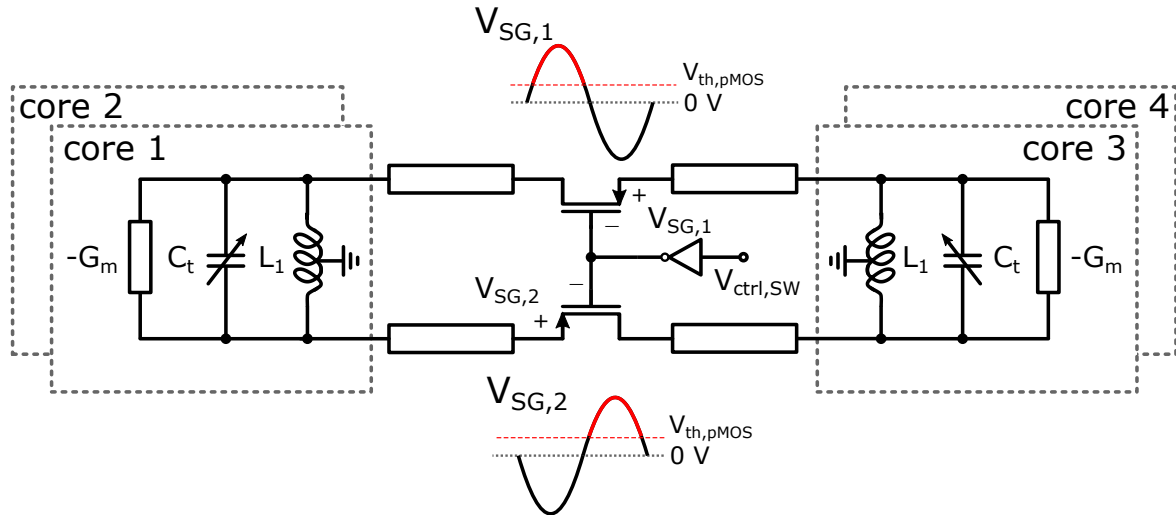 V_SG,1
V_th,pMOS
0 V
core 2
core 1
core 4
core 3
-G_m
C_t
L_1
+
−
V_SG,1
V_ctrl,SW
L_1
C_t
-G_m
V_SG,2
−
+
V_SG,2
V_th,pMOS
0 V